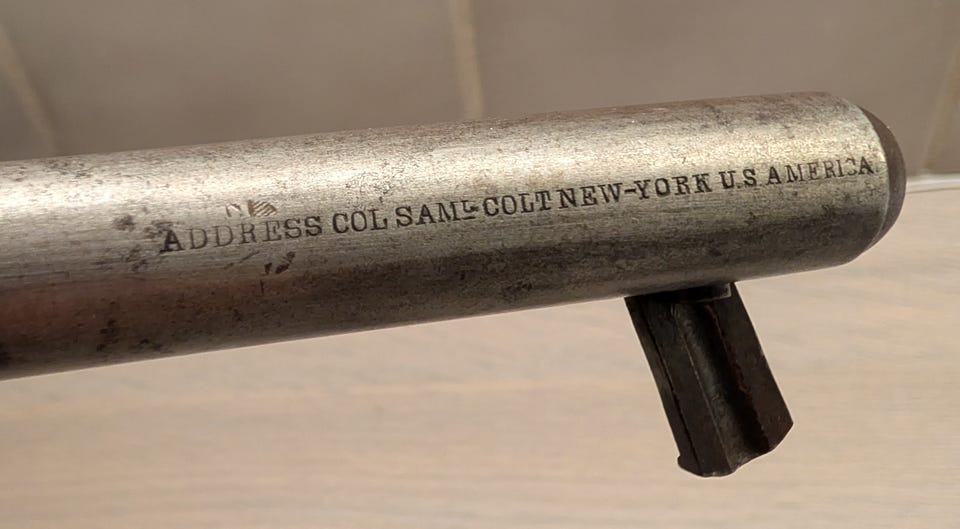 ADDRESS COL SAML COLT NEW-YORK U.S. AMERICA